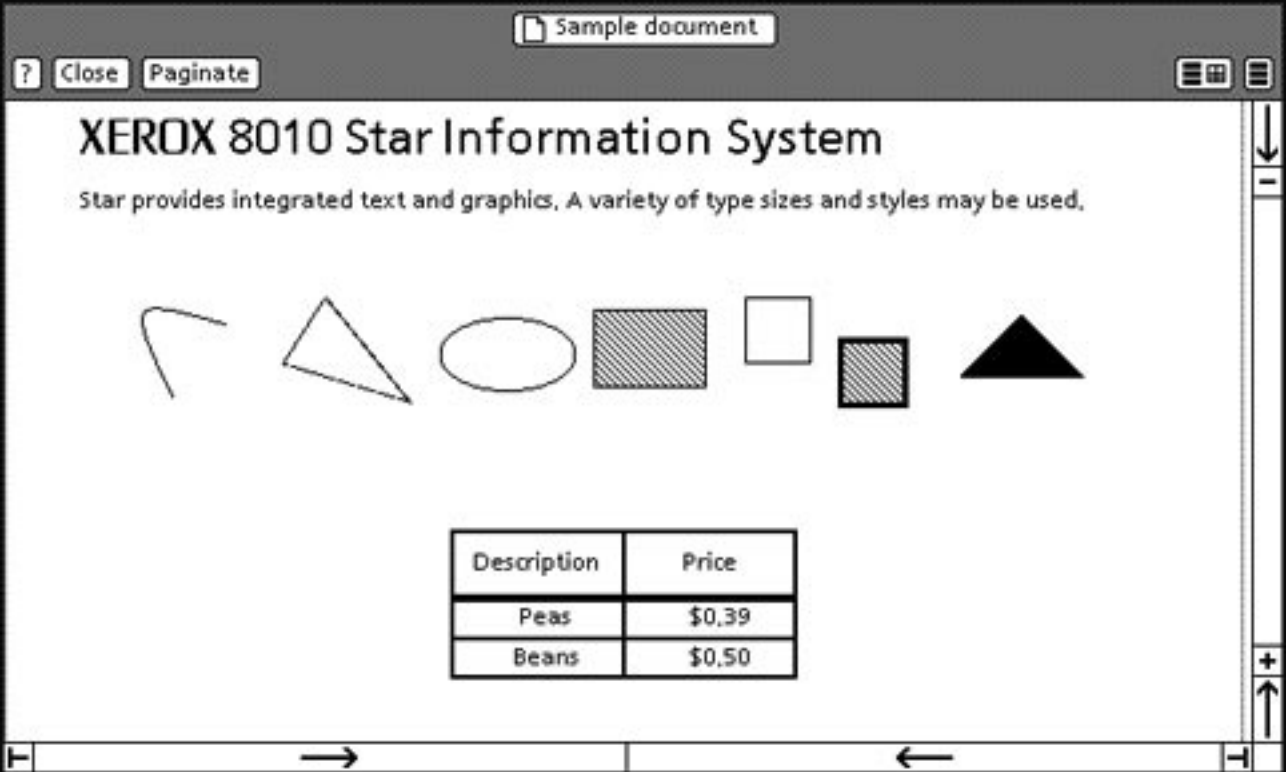 Sample document
? Close Paginate
XEROX 8010 Star Information System
Star provides integrated text and graphics. A variety of type sizes and styles may be used.
Description Price
Peas $0.39
Beans $0.50